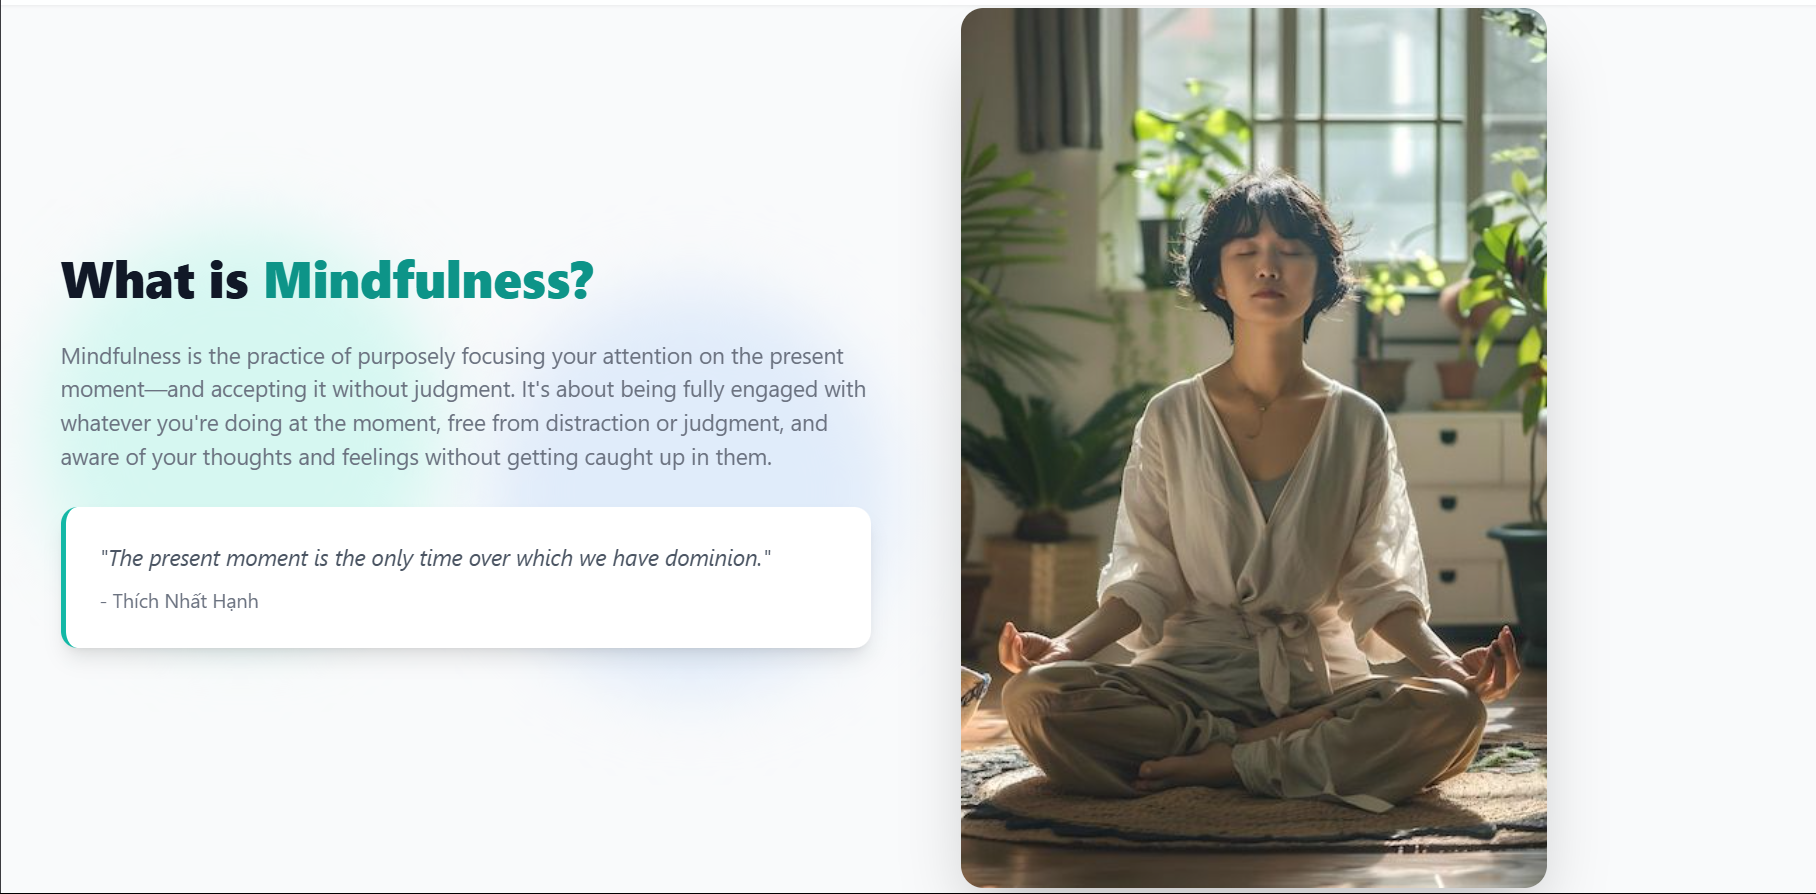 What is Mindfulness?
Mindfulness is the practice of purposely focusing your attention on the present
moment—and accepting it without judgment. It's about being fully engaged with
whatever you're doing at the moment, free from distraction or judgment, and
aware of your thoughts and feelings without getting caught up in them.
"The present moment is the only time over which we have dominion."
- Thích Nhất Hạnh